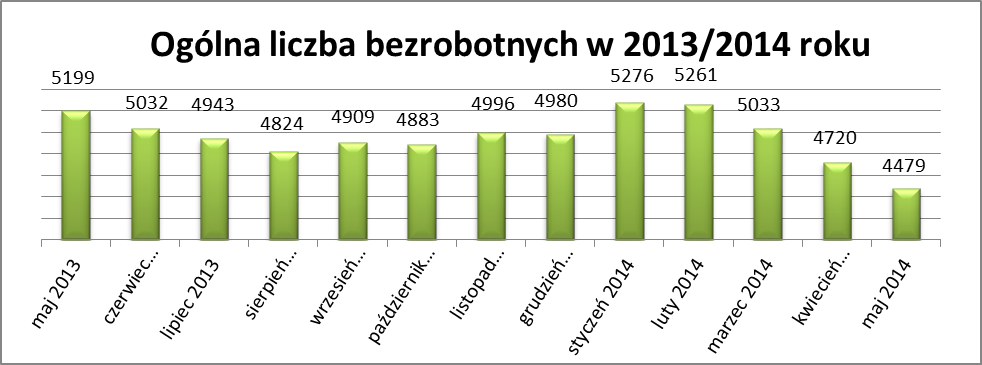 Ogólna liczba bezrobotnych w 2013/2014 roku
5199
5032
4943
4824
4909
4883
4996
4980
5276
5261
5033
4720
4479
maj 2013
czerwiec...
lipiec 2013
sierpień...
wrzesień...
październik...
listopad...
grudzień...
styczeń 2014
luty 2014
marzec 2014
kwiecień...
maj 2014